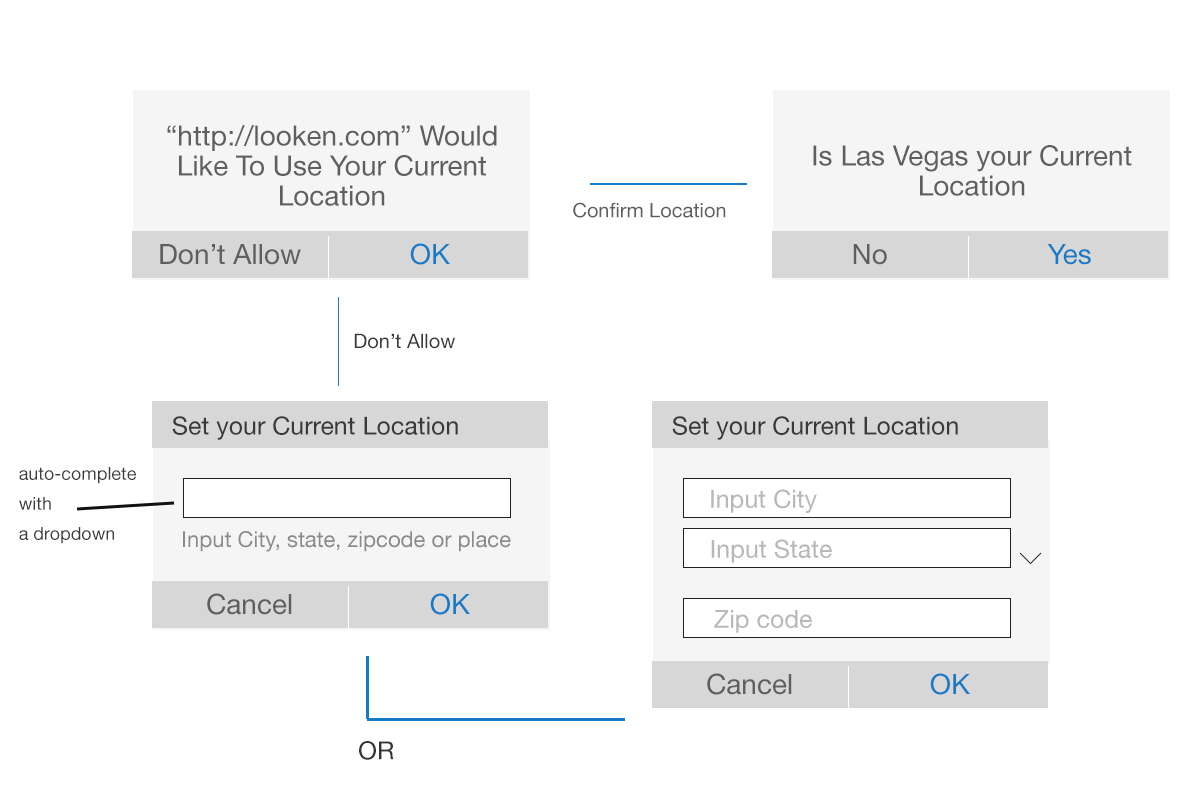 “http://looken.com” Would
Like To Use Your Current
Location
Don’t Allow
OK
Confirm Location
Is Las Vegas your Current
Location
No
Yes
Don’t Allow
Set your Current Location
auto-complete
with
a dropdown
Input City, state, zipcode or place
Cancel
OK
OR
Set your Current Location
Input City
Input State
Zip code
Cancel
OK